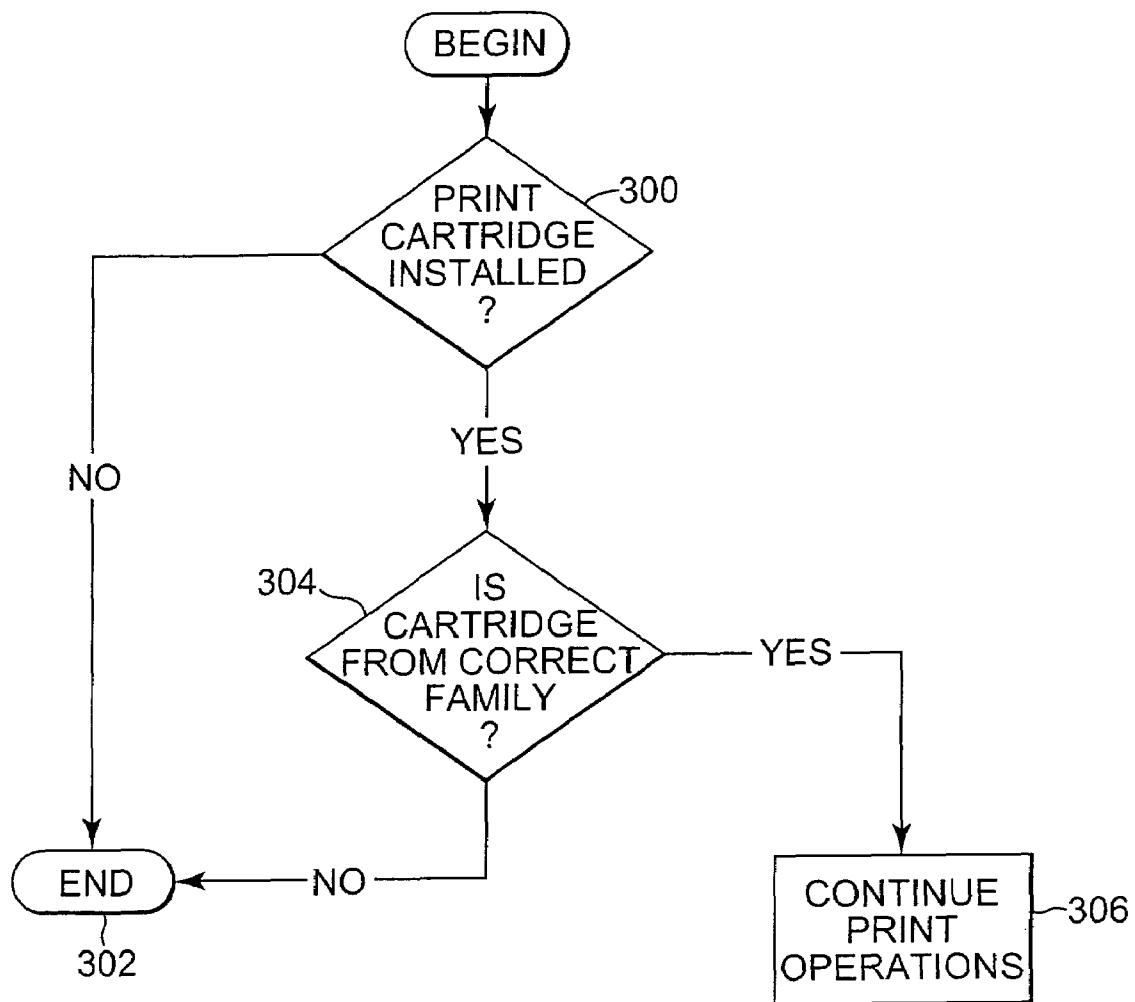 BEGIN
PRINT
CARTRIDGE
INSTALLED
?
300
YES
NO
304
IS
CARTRIDGE
FROM CORRECT
FAMILY
?
YES
NO
END
302
CONTINUE
PRINT
OPERATIONS
306